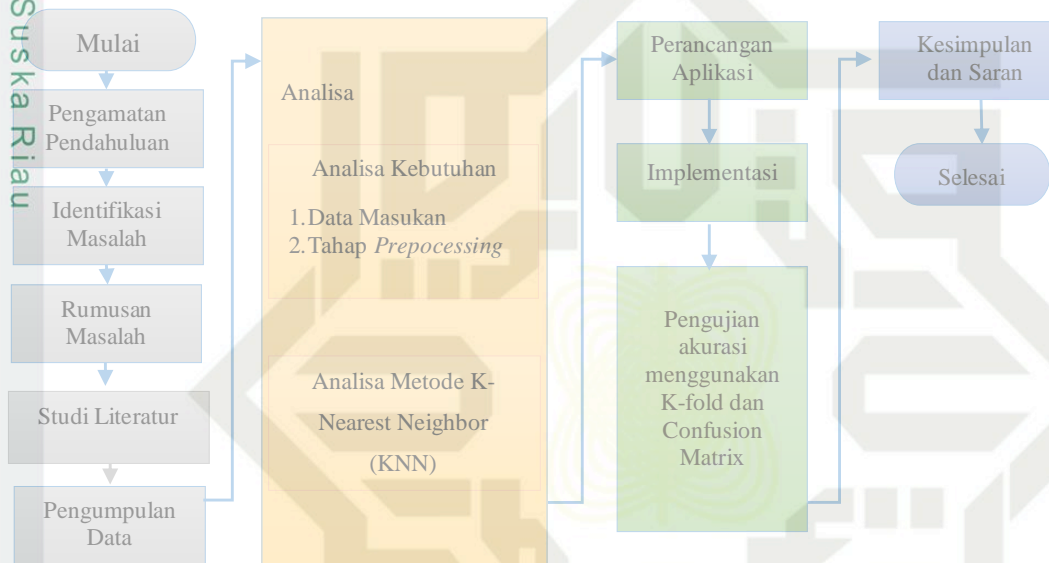 Suska Riau
Mulai
Pengamatan
Pendahuluan
Identifikasi
Masalah
Rumusan
Masalah
Studi Literatur
Pengumpulan
Data
Analisa
Analisa Kebutuhan
1.Data Masukan
2.Tahap Prepocessing
Analisa Metode K-
Nearest Neighbor
(KNN)
Perancangan
Aplikasi
Implementasi
Pengujian
akurasi
menggunakan
K-fold dan
Confusion
Matrix
Kesimpulan
dan Saran
Selesai